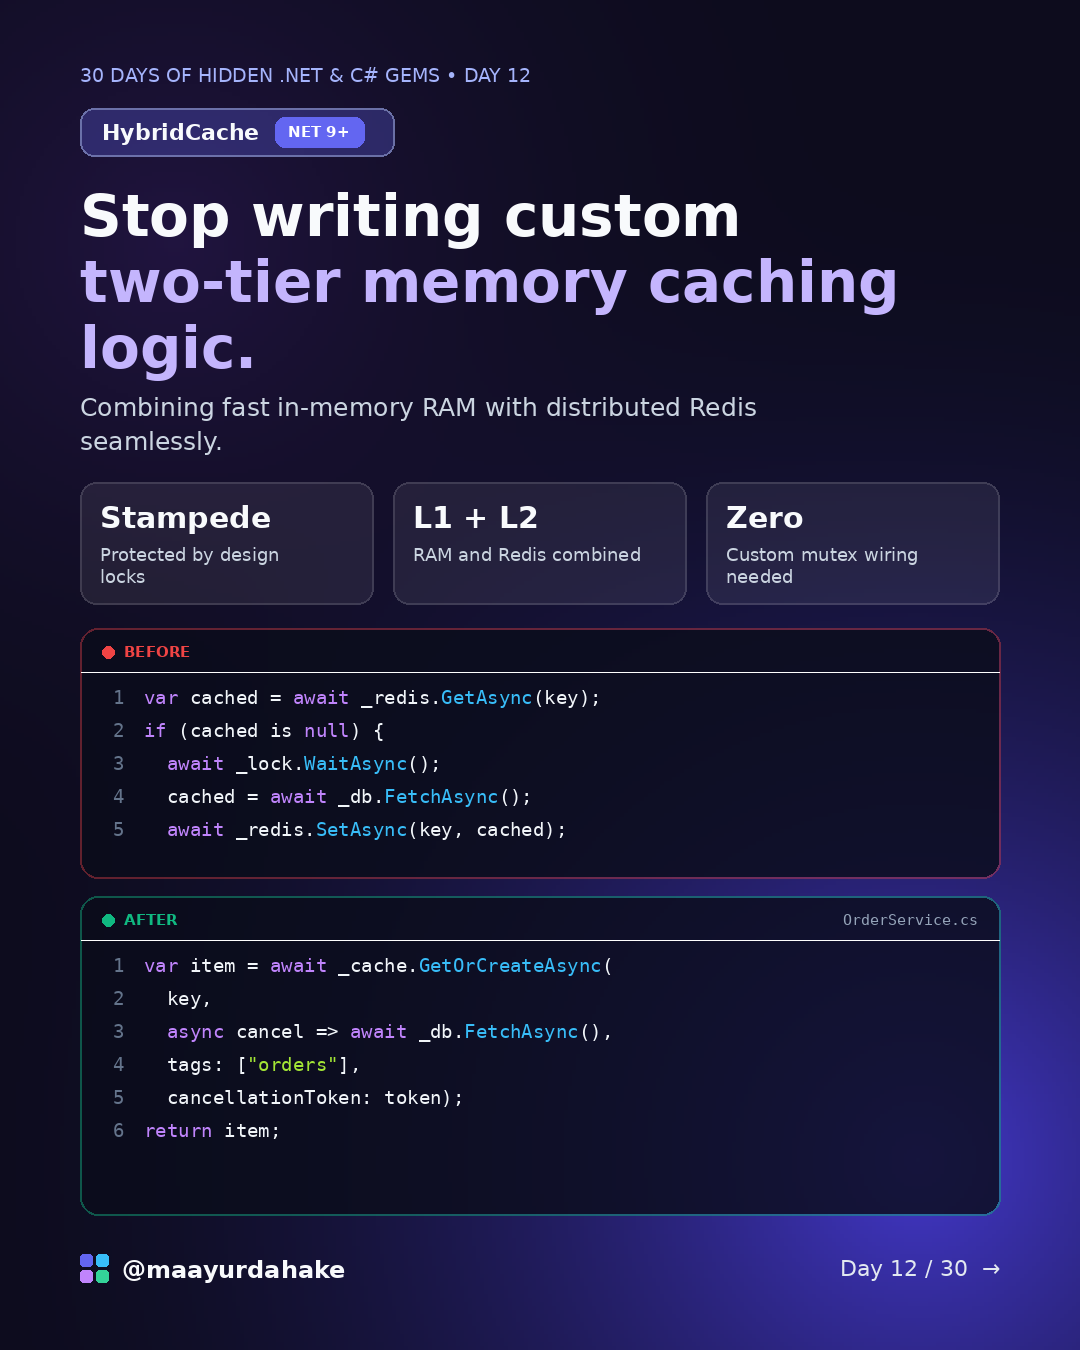 30 DAYS OF HIDDEN .NET & C# GEMS • DAY 12
HybridCache NET 9+
Stop writing custom
two-tier memory caching
logic.
Combining fast in-memory RAM with distributed Redis
seamlessly.
Stampede
Protected by design
locks
L1 + L2
RAM and Redis combined
Zero
Custom mutex wiring
needed
BEFORE
1 var cached = await _redis.GetAsync(key);
2 if (cached is null) {
3   await _lock.WaitAsync();
4   cached = await _db.FetchAsync();
5   await _redis.SetAsync(key, cached);
AFTER OrderService.cs
1 var item = await _cache.GetOrCreateAsync(
2   key,
3   async cancel => await _db.FetchAsync(),
4   tags: ["orders"],
5   cancellationToken: token);
6 return item;
@maayurdahake Day 12 / 30 →